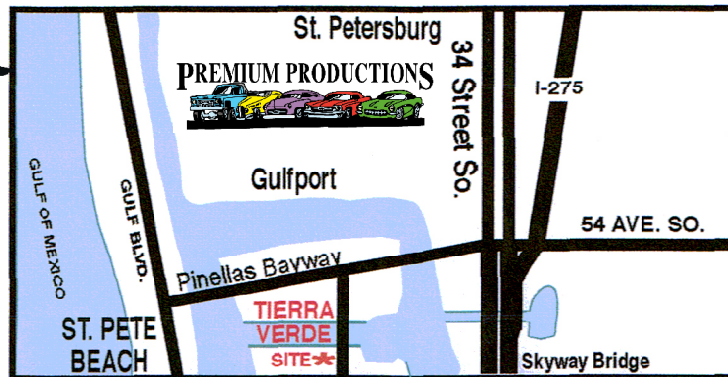 St. Petersburg
PREMIUM PRODUCTIONS
34 Street So.
I-275
Gulfport
GULF OF MEXICO
GULF BLVD.
54 AVE. SO.
Pinellas Bayway
TIERRA
VERDE
SITE*
ST. PETE
BEACH
Skyway Bridge